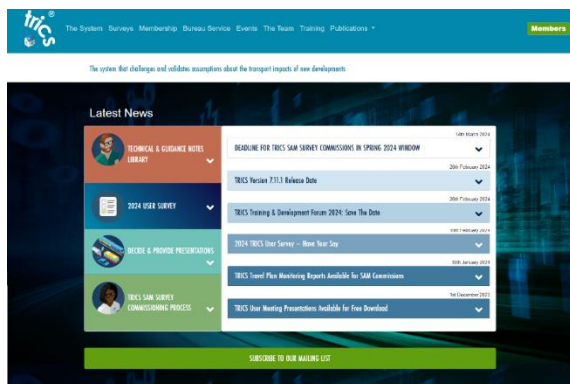 trics®
The System Surveys Membership Bureau Service Events The Team Training Publications
Members
The system that challenges and validates assumptions about the transport impacts of new developments
Latest News
TECHNICAL & GUIDANCE NOTES
LIBRARY
2024 USER SURVEY
DECIDE & PROVIDE PRESENTATIONS
TRICS SAM SURVEY
COMMISSIONING PROCESS
14th March 2024
DEADLINE FOR TRICS SAM SURVEY COMMISSIONS IN SPRING 2024 WINDOW
February 2024
TRICS Version 7.11.1 Release Date
February 2024
TRICS Training & Development Forum 2024: Save The Date
February 2024
2024 TRICS User Survey – Have Your Say
January 2024
TRICS Travel Plan Monitoring Reports Available for SAM Commissions
1st December 2023
TRICS User Meeting Presentations Available for Free Download
SUBSCRIBE TO OUR MAILING LIST